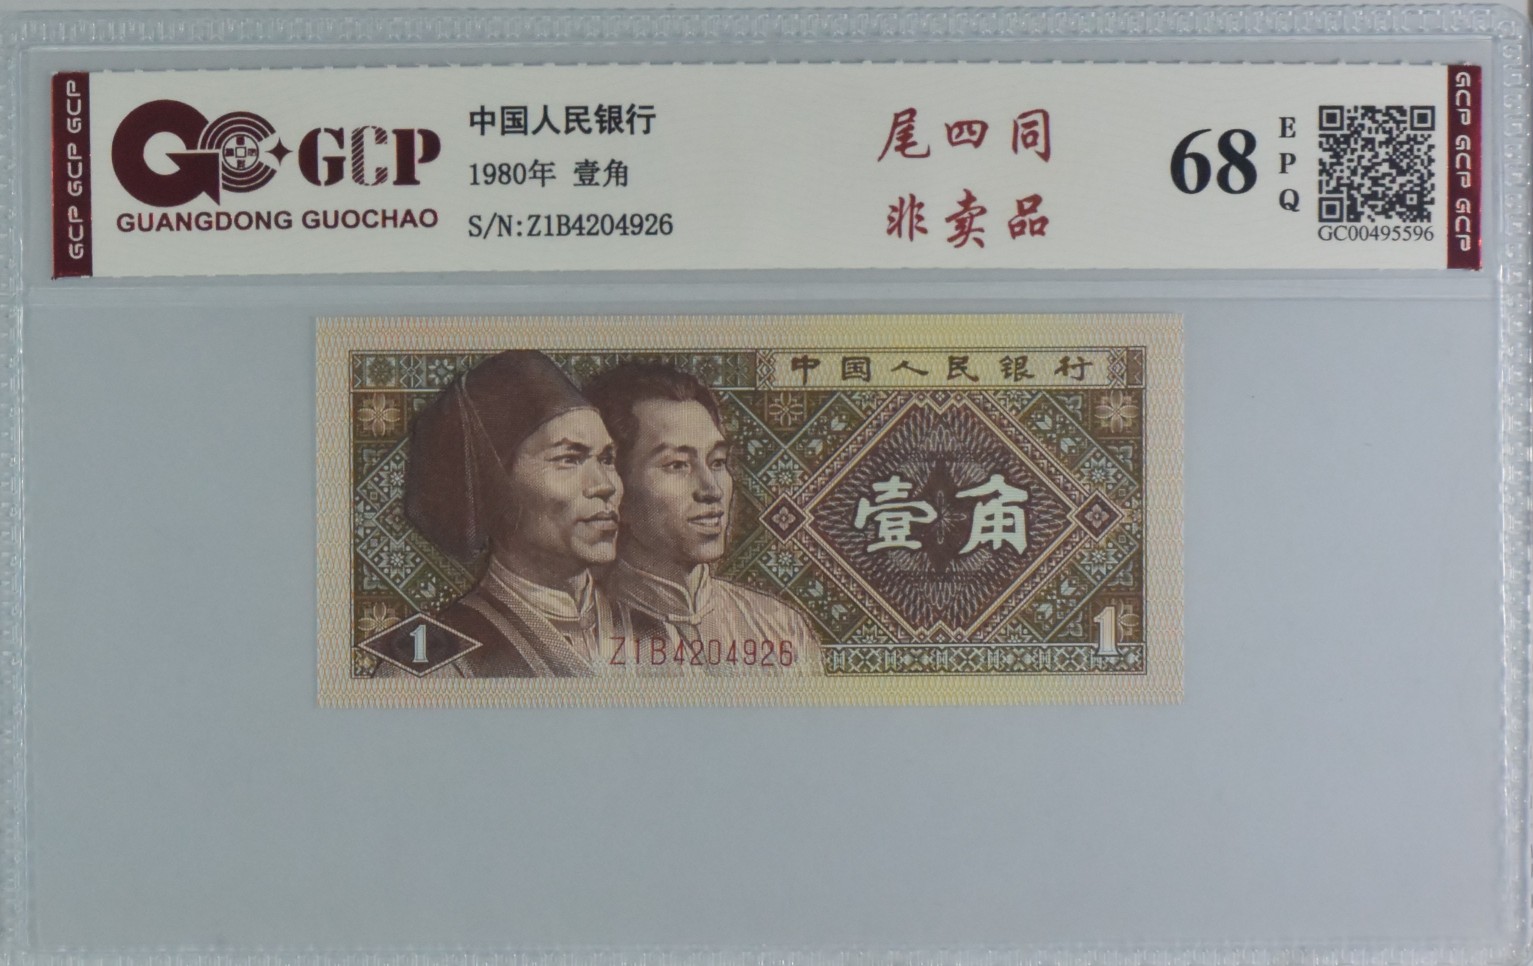 GCP GCP GCP
GCP
GUANGDONG GUOCHAO
中国人民银行
1980年 壹角
S/N:Z1B4204926
尾四同
非卖品
68
EPQ
GC00495596
GCP GCP GCP
中国人民银行
壹角
1
Z1B4204926
1